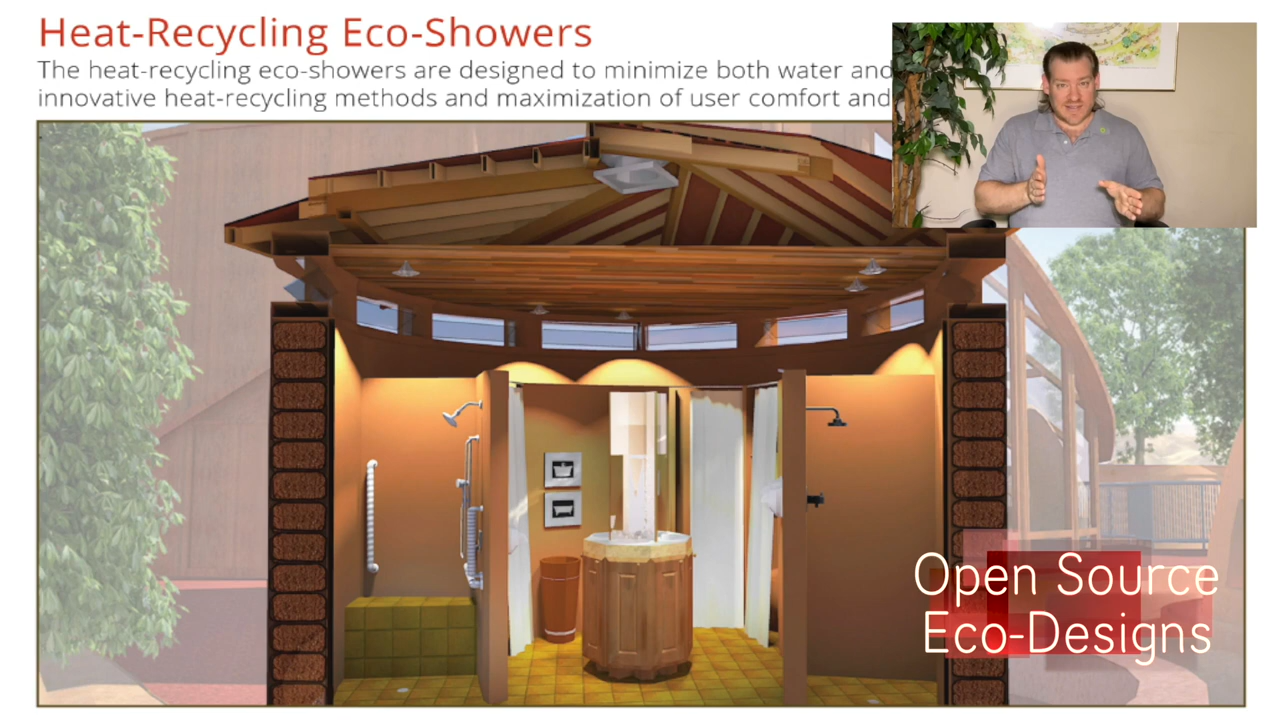 Heat-Recycling Eco-Showers
The heat-recycling eco-showers are designed to minimize both water and
innovative heat-recycling methods and maximization of user comfort and
Open Source
Eco-Designs